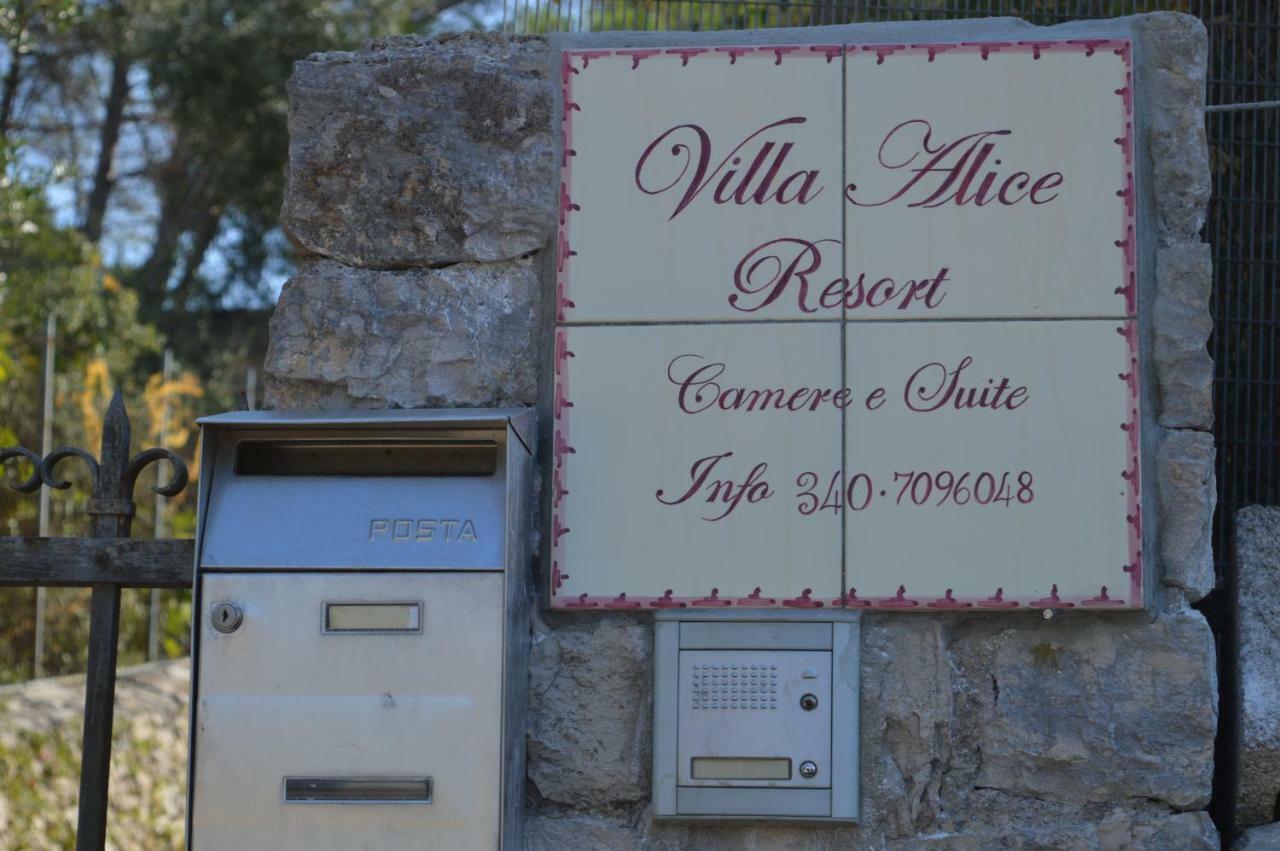 Villa Alice
Resort
Camere e Suite
Info 340·7096048
POSTA